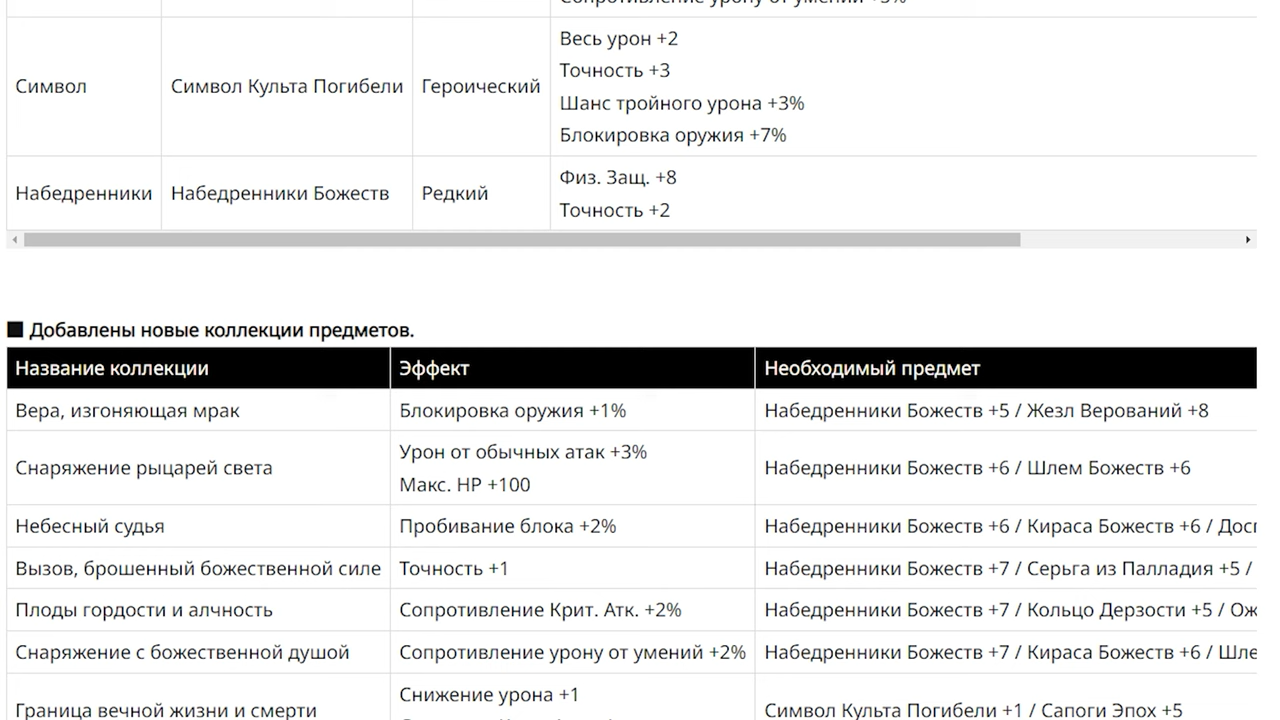 Сопротивление урону от умений +3%
Весь урон +2
Точность +3
Символ Символ Культа Погибели Героический
Шанс тройного урона +3%
Блокировка оружия +7%
Физ. Защ. +8
Набедренники Набедренники Божеств Редкий
Точность +2
■ Добавлены новые коллекции предметов.
Название коллекции Эффект Необходимый предмет
Вера, изгоняющая мрак Блокировка оружия +1% Набедренники Божеств +5 / Жезл Верований +8
Урон от обычных атак +3%
Снаряжение рыцарей света Набедренники Божеств +6 / Шлем Божеств +6
Макс. HP +100
Небесный судья Пробивание блока +2% Набедренники Божеств +6 / Кираса Божеств +6 /
Вызов, брошенный божественной силе Точность +1 Набедренники Божеств +7 / Серьга из Палладия +5 /
Плоды гордости и алчность Сопротивление Крит. Атк. +2% Набедренники Божеств +7 / Кольцо Дерзости +5 /
Снаряжение с божественной душой Сопротивление урону от умений +2% Набедренники Божеств +7 / Кираса Божеств +6 /
Снижение урона +1
Граница вечной жизни и смерти Символ Культа Погибели +1 / Сапоги Эпох +5